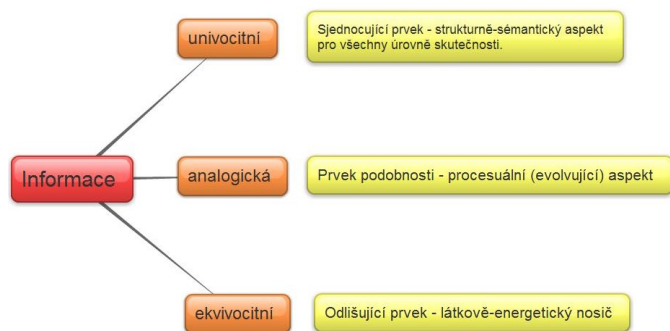 univocitní
Sjednocující prvek - strukturně-sémantický aspekt
pro všechny úrovně skutečnosti.
Informace
analogická
Prvek podobnosti - procesuální (evolvující) aspekt
ekvivocitní
Odlišující prvek - látkově-energetický nosič